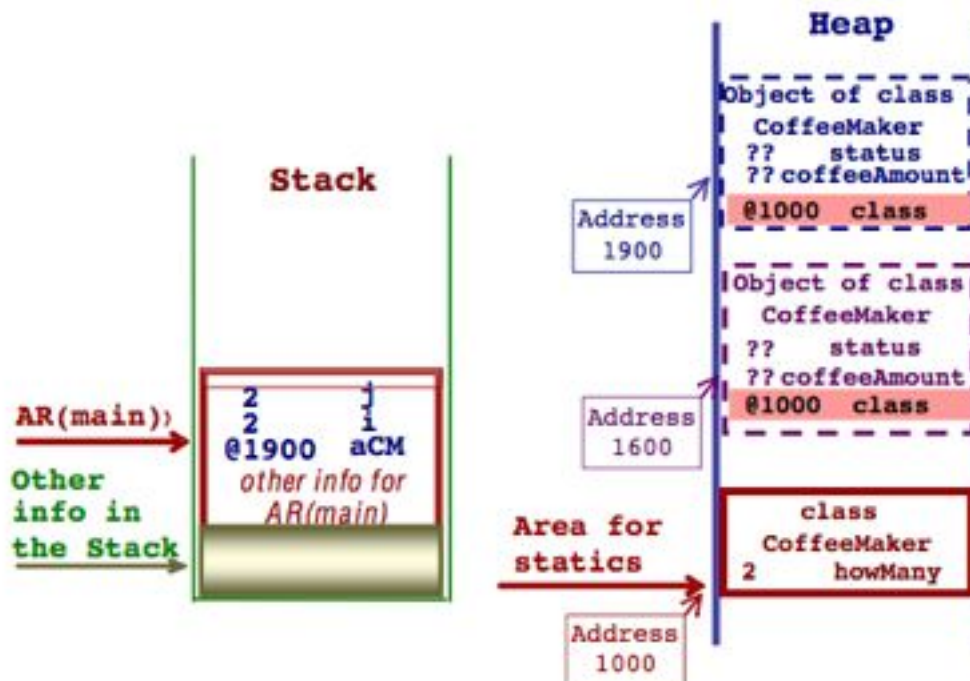 Heap
Object of class
CoffeeMaker
?? status
?? coffeeAmount
@1000 class
Address
1900
Object of class
CoffeeMaker
?? status
?? coffeeAmount
@1000 class
Address
1600
class
CoffeeMaker
2 howMany
Area for
statics
Address
1000
Stack
2 j
2 i
@1900 aCM
other info for
AR(main)
AR(main))
Other
info in
the Stack